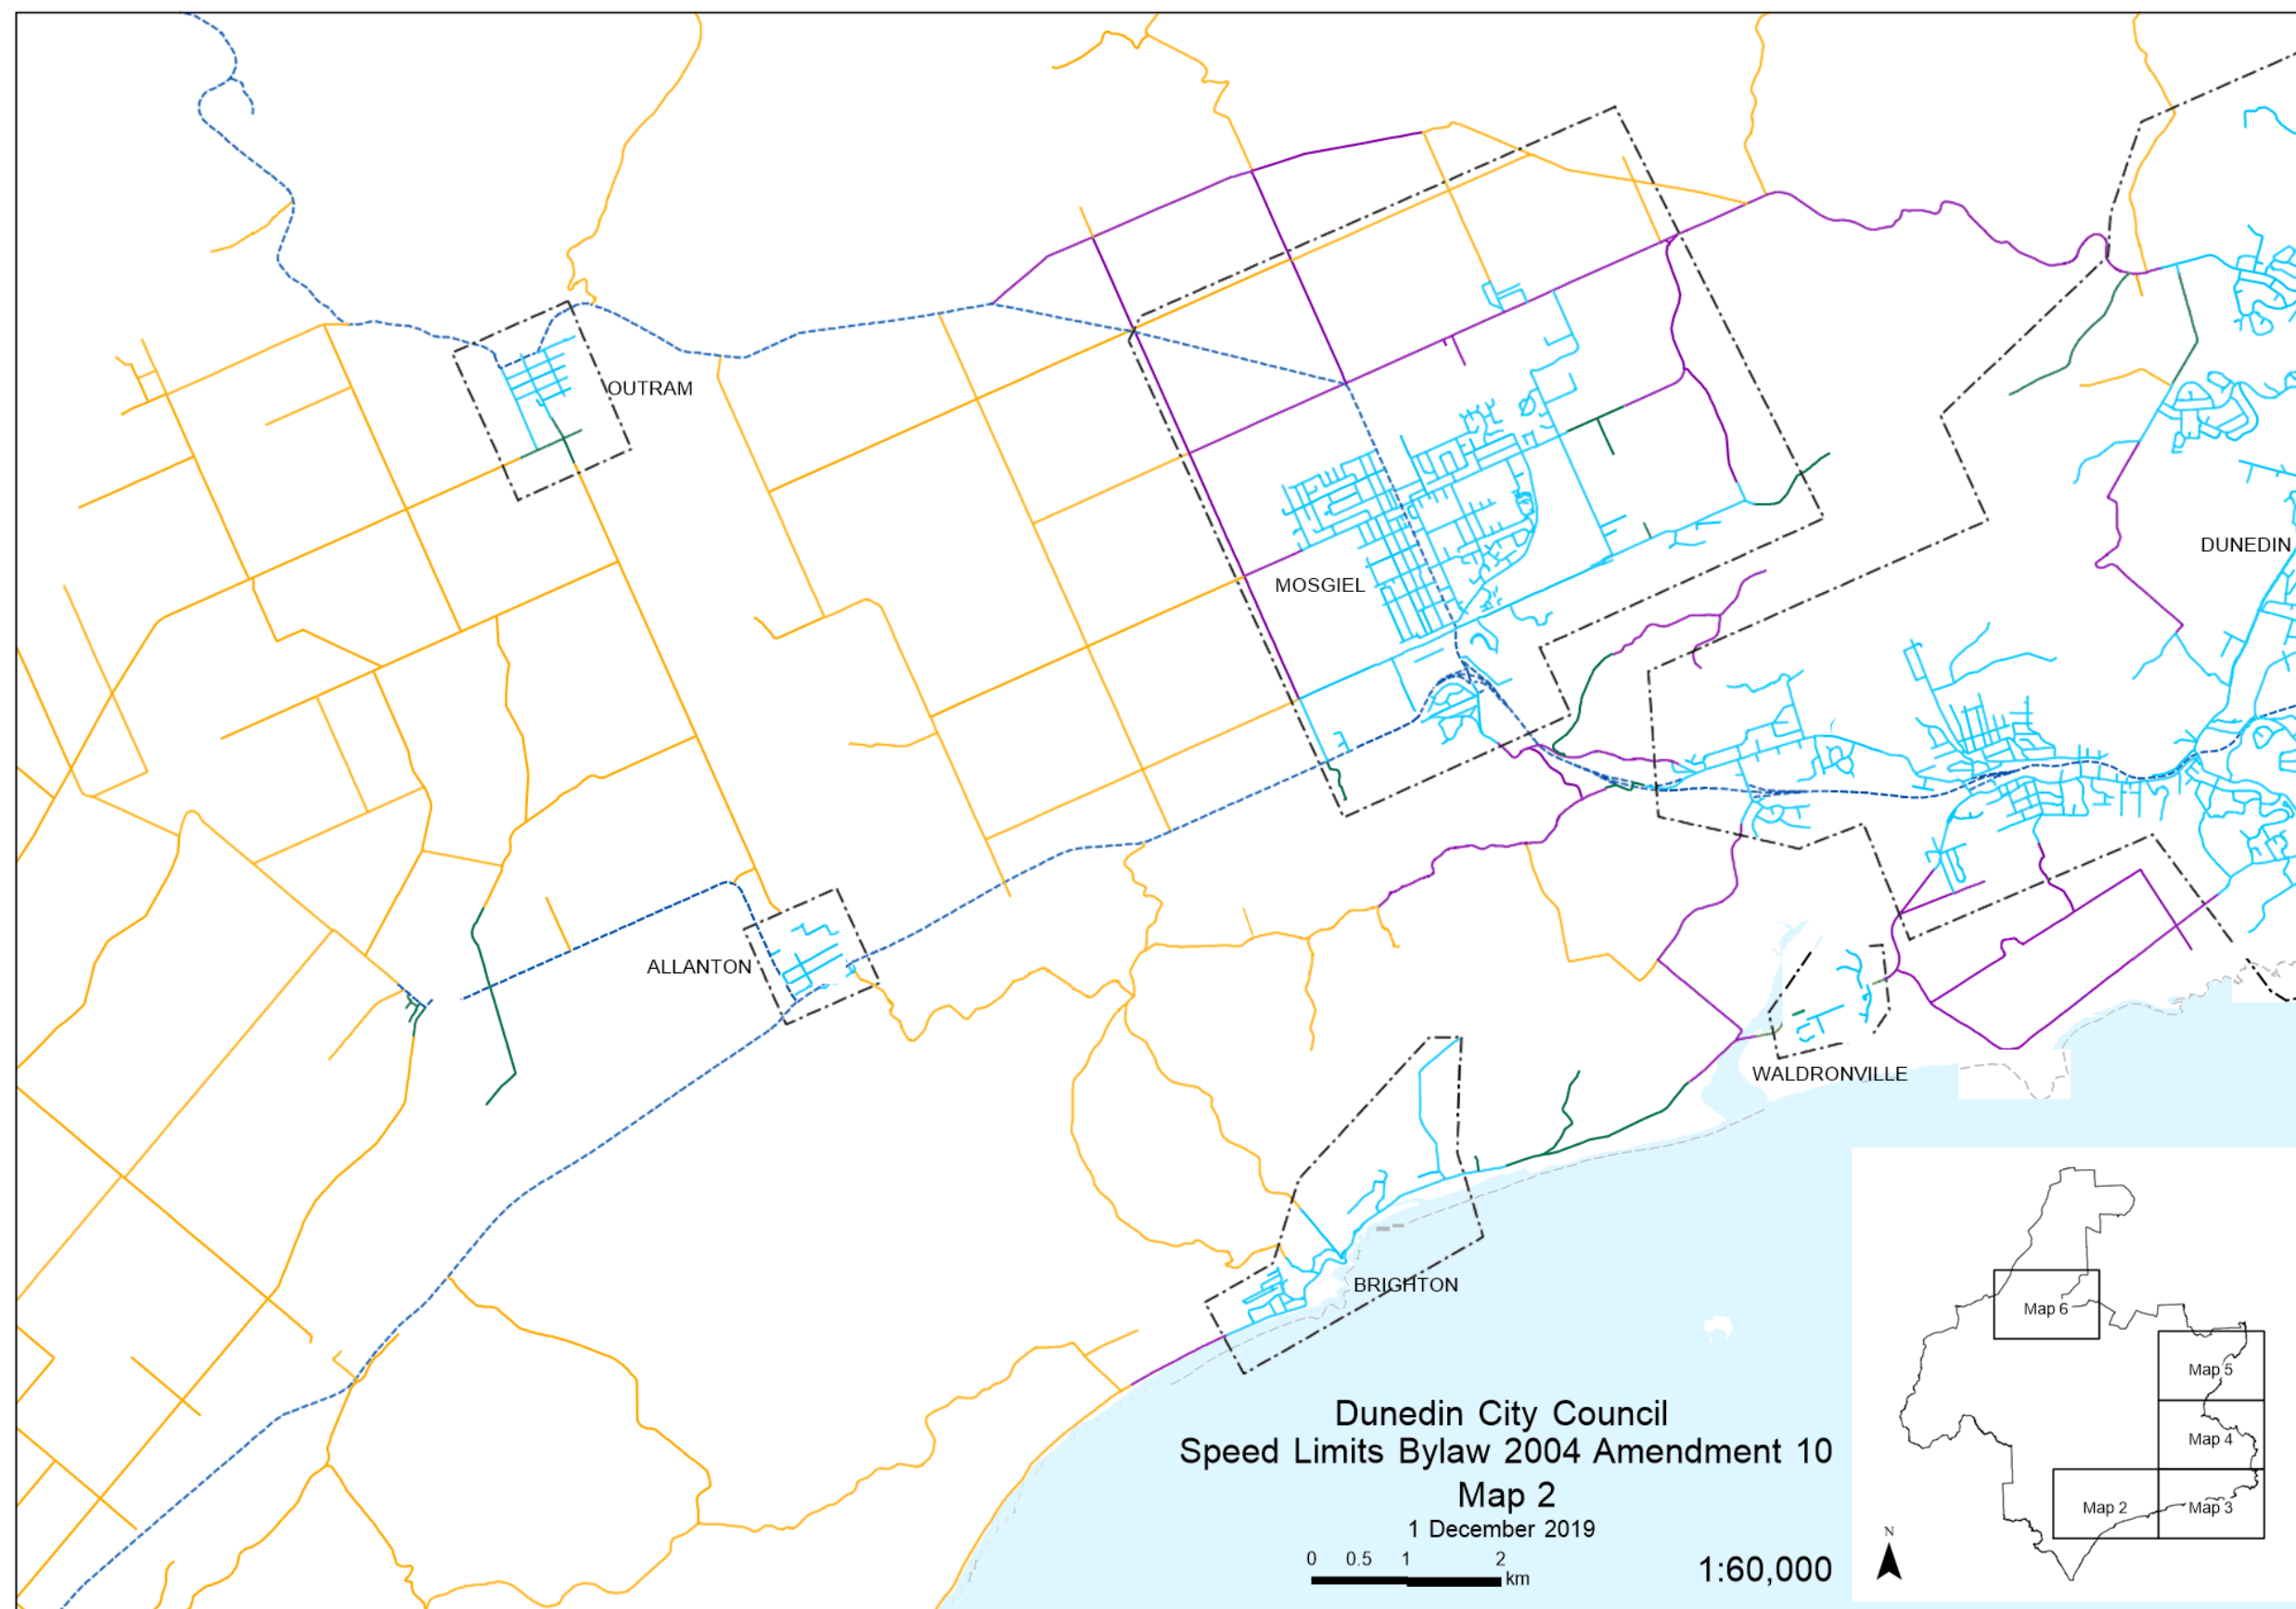 OUTRAM
DUNEDIN
MOSGIEL
ALLANTON
WALDRONVILLE
BRIGHTON
Dunedin City Council
Speed Limits Bylaw 2004 Amendment 10
Map 2
1 December 2019
0 0.5 1 2
km
1:60,000
N
Map 6
Map 5
Map 4
Map 2
Map 3